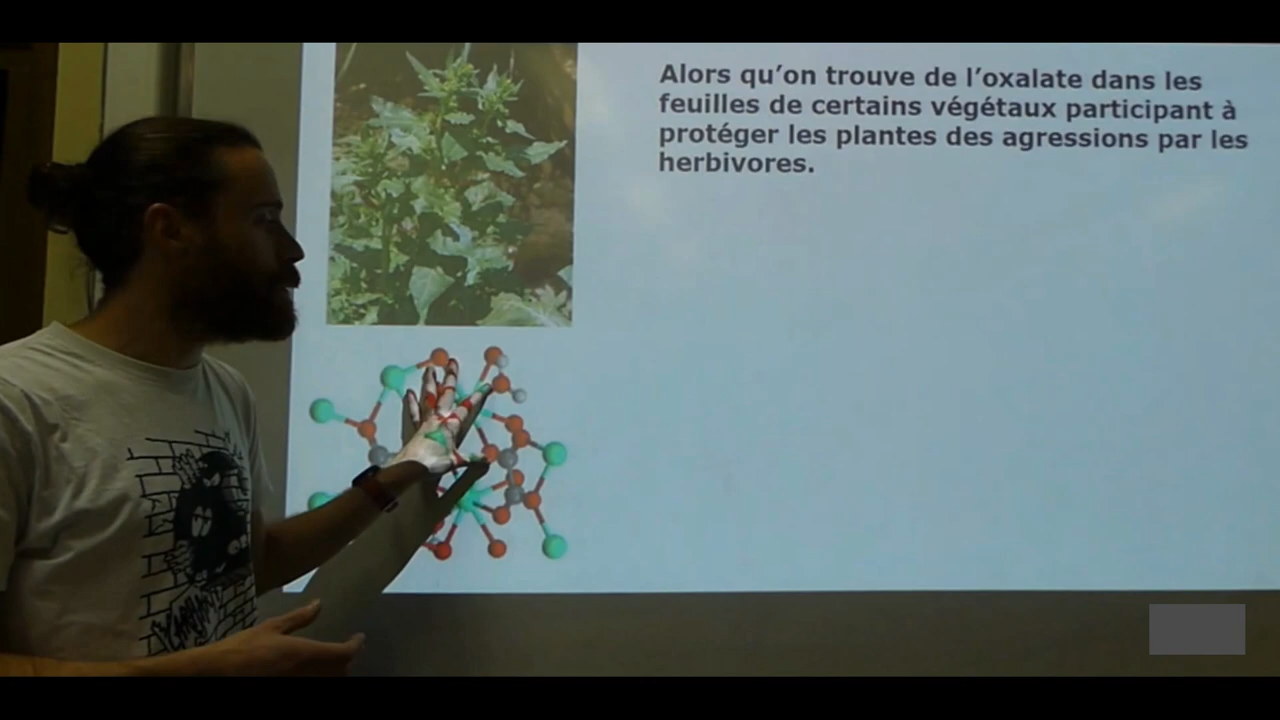 Alors qu'on trouve de l'oxalate dans les
feuilles de certains végétaux participant à
protéger les plantes des agressions par les
herbivores.